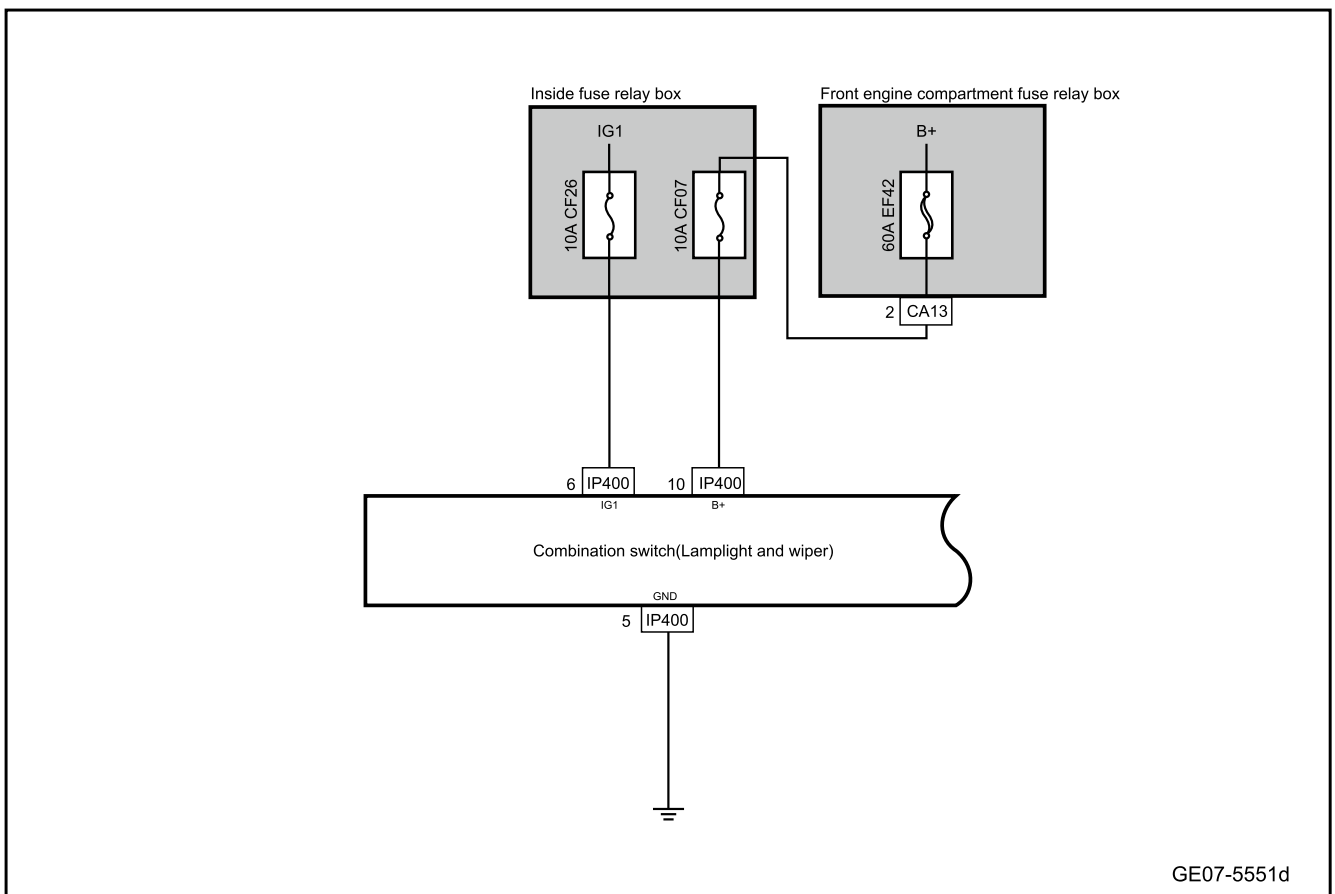 Inside fuse relay box
Front engine compartment fuse relay box
IG1
B+
10A CF26
10A CF07
60A EF42
2 CA13
6 IP400
10 IP400
IG1
B+
Combination switch(Lamplight and wiper)
GND
5 IP400
GE07-5551d